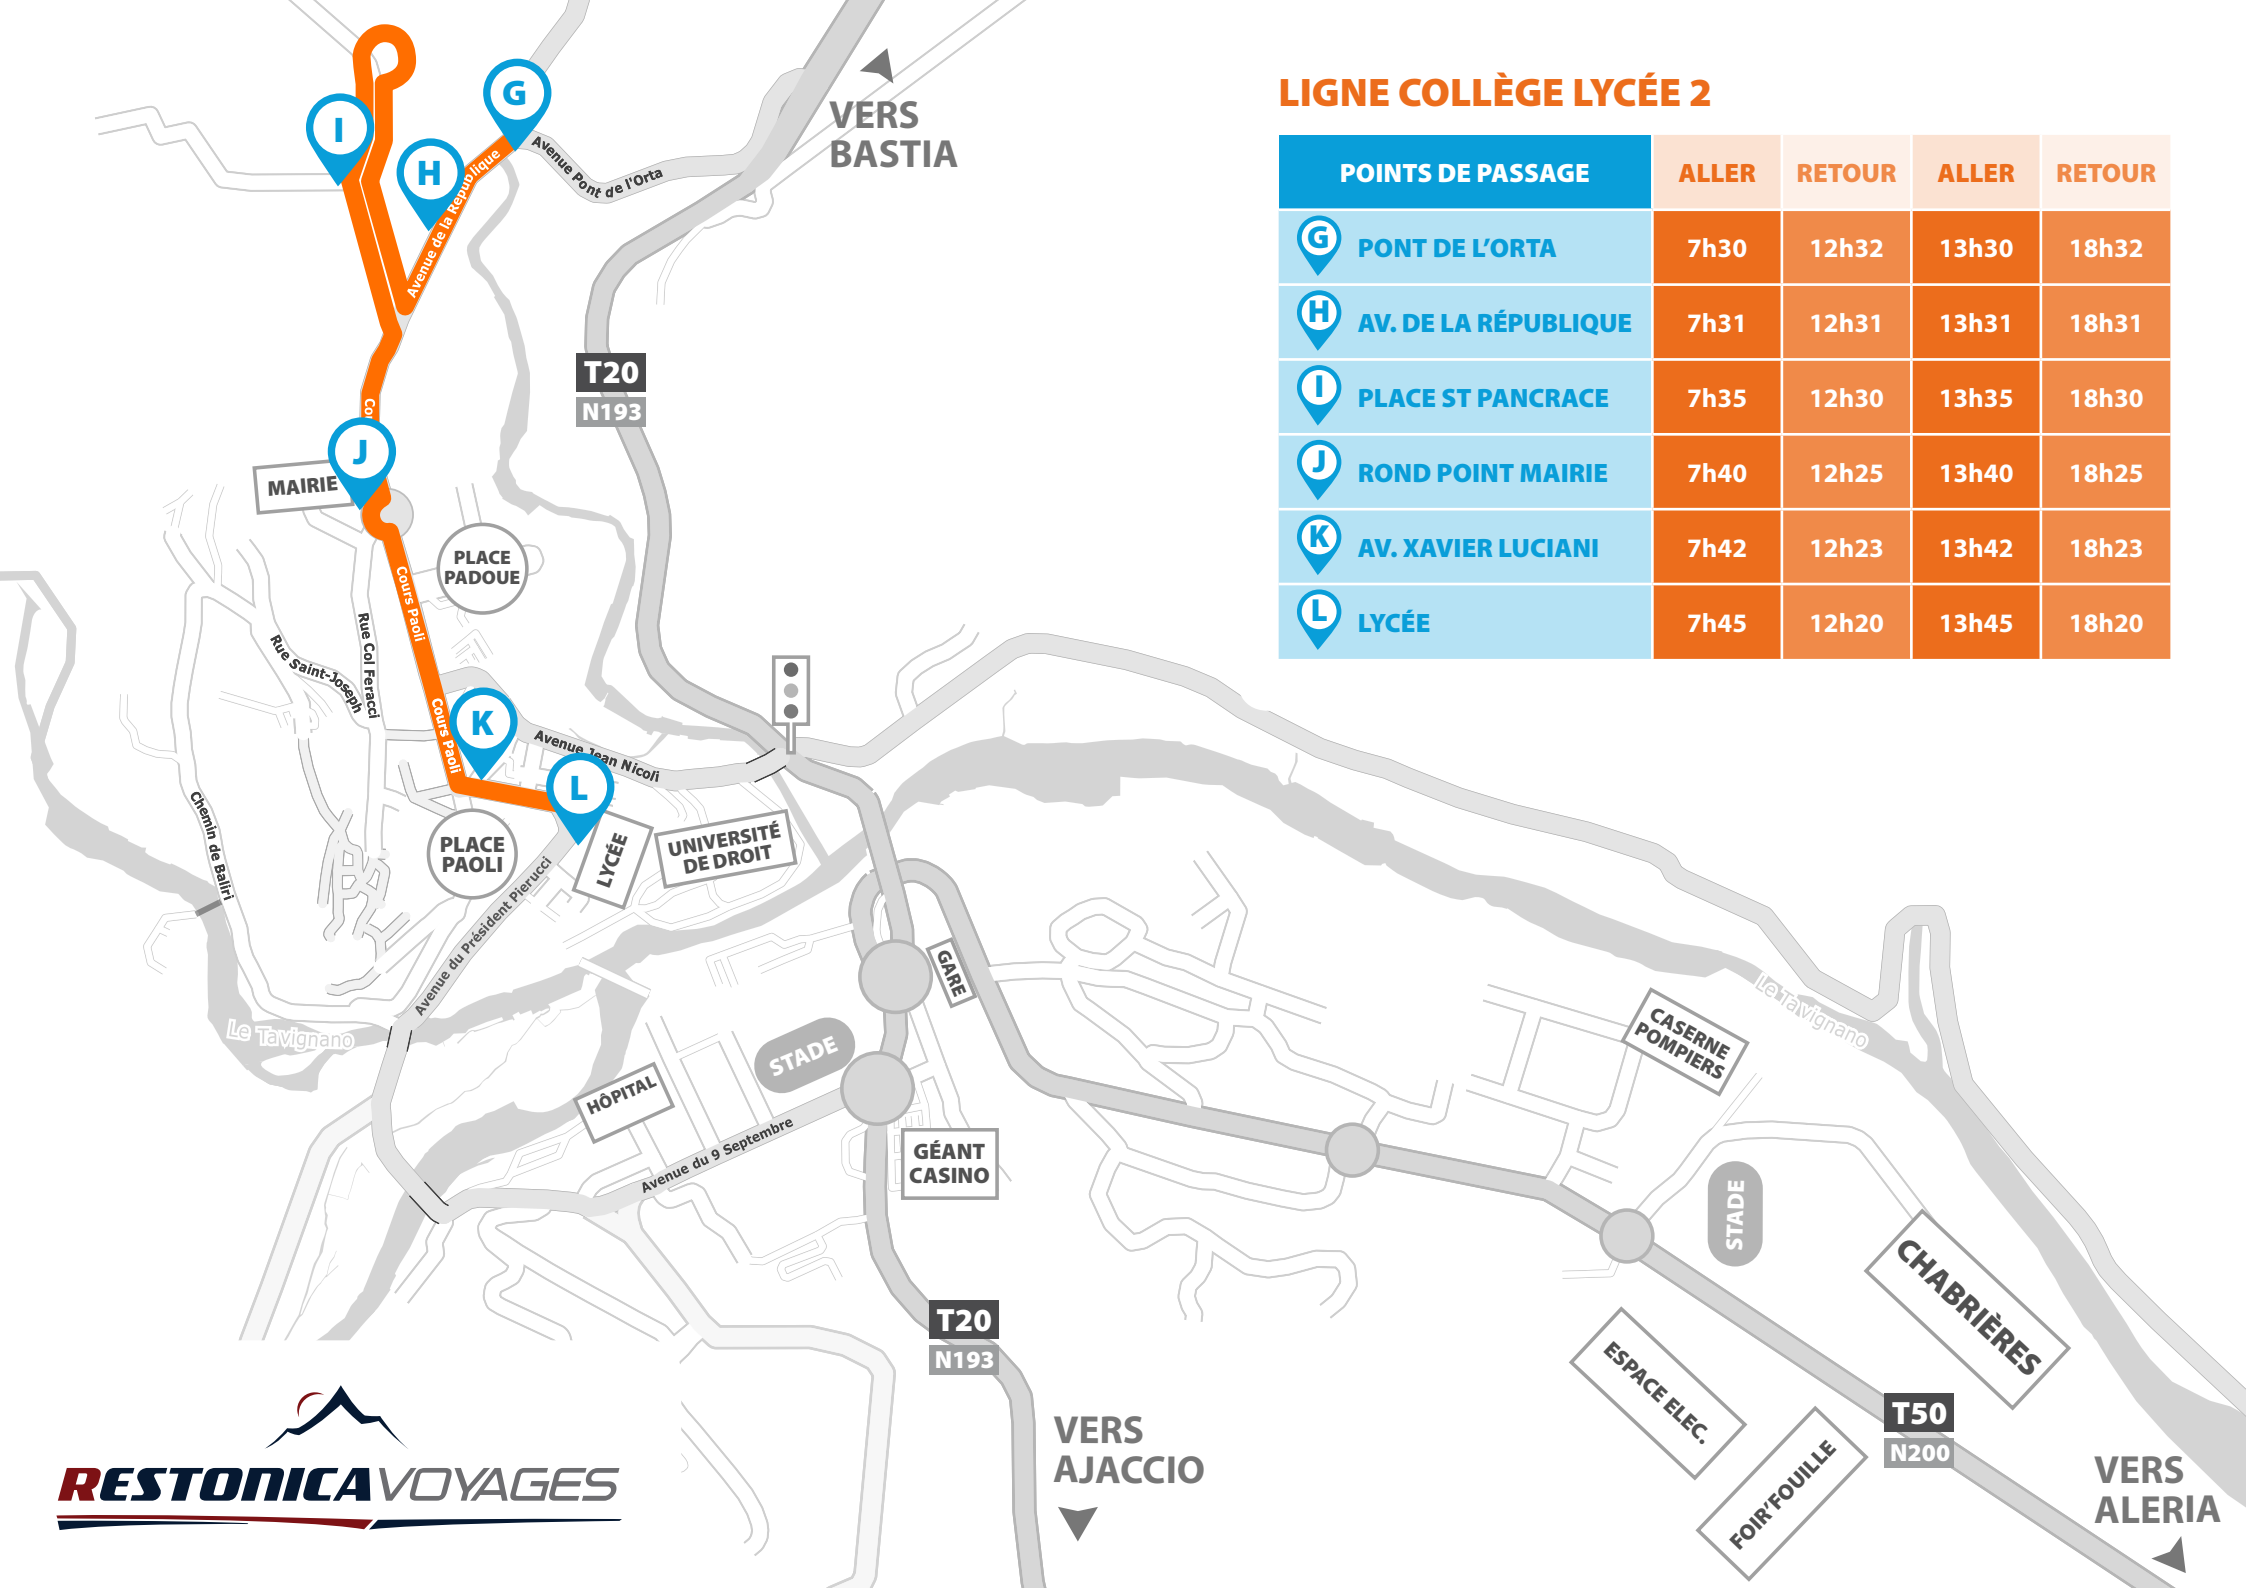 LIGNE COLLÈGE LYCÉE 2
POINTS DE PASSAGE ALLER RETOUR ALLER RETOUR
G PONT DE L'ORTA 7h30 12h32 13h30 18h32
H AV. DE LA RÉPUBLIQUE 7h31 12h31 13h31 18h31
I PLACE ST PANCRACE 7h35 12h30 13h35 18h30
J ROND POINT MAIRIE 7h40 12h25 13h40 18h25
K AV. XAVIER LUCIANI 7h42 12h23 13h42 18h23
L LYCÉE 7h45 12h20 13h45 18h20
G
I
H
VERS
BASTIA
Avenue Pont de l'Orta
Avenue de la République
T20
N193
J
MAIRIE
PLACE
PADOUE
Cours Paoli
Rue Col Feracci
Rue Saint-Joseph
Cours Paoli
K
Avenue Jean Nicoli
L
Chemin de Baliri
PLACE
PAOLI
LYCÉE
UNIVERSITÉ
DE DROIT
Avenue du Président Pierucci
Le Tavignano
GARE
STADE
HÔPITAL
Avenue du 9 Septembre
GÉANT
CASINO
Le Tavignano
CASERNE
POMPIERS
STADE
CHABRIÈRES
ESPACE ELEC.
FOIR'FOUILLE
T20
N193
T50
N200
VERS
AJACCIO
VERS
ALERIA
RESTONICA VOYAGES